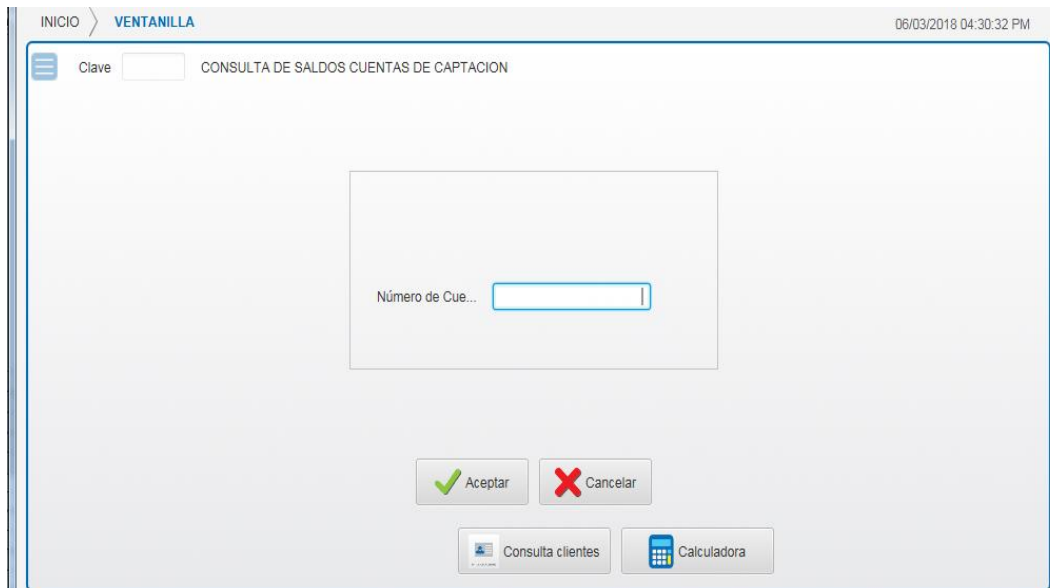 INICIO VENTANILLA 06/03/2018 04:30:32 PM
Clave CONSULTA DE SALDOS CUENTAS DE CAPTACION
Número de Cue...
Aceptar Cancelar
Consulta clientes Calculadora